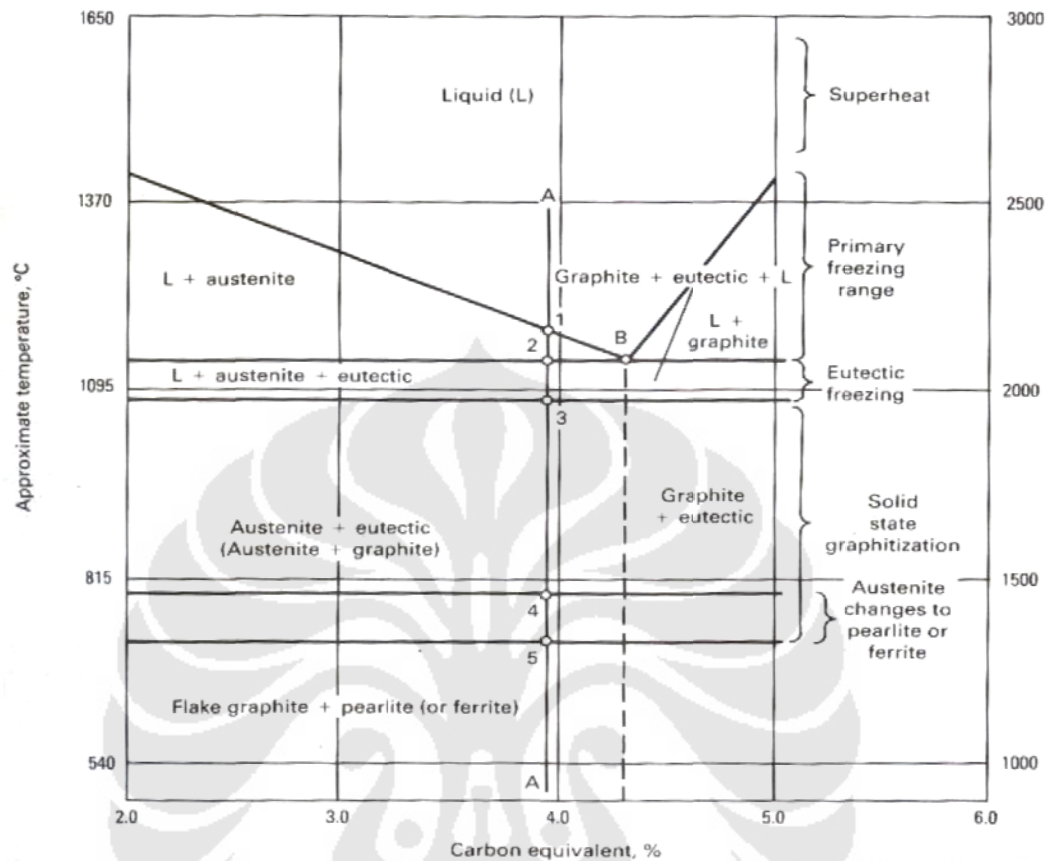 1650
3000
Liquid (L)
Superheat
1370
A
2500
Approximate temperature, °C
L + austenite
Graphite + eutectic + L
Primary
freezing
range
1
B
L +
graphite
2
L + austenite + eutectic
1095
2000
Eutectic
freezing
3
Austenite + eutectic
(Austenite + graphite)
Graphite
+ eutectic
Solid
state
graphitization
815
1500
4
Austenite
changes to
pearlite or
ferrite
5
Flake graphite + pearlite (or ferrite)
540
A
1000
2.0
3.0
4.0
5.0
6.0
Carbon equivalent, %